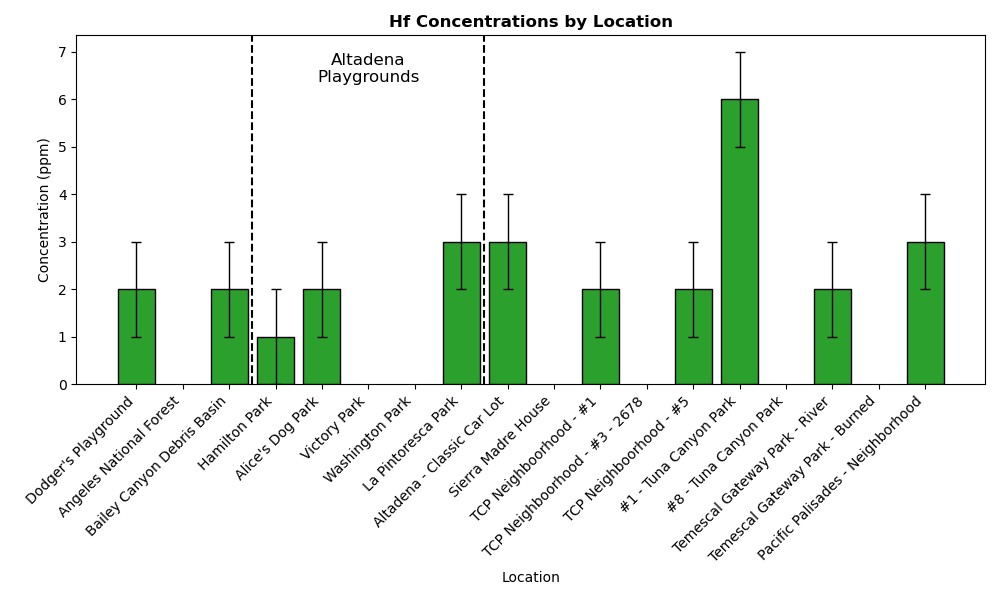 Hf Concentrations by Location
Altadena
Playgrounds
Concentration (ppm)
7
6
5
4
3
2
1
0
Dodger's Playground
Angeles National Forest
Bailey Canyon Debris Basin
Hamilton Park
Alice's Dog Park
Victory Park
Washington Park
La Pintoresca Park
Altadena - Classic Car Lot
Sierra Madre House
TCP Neighboorhood - #1
TCP Neighboorhood - #3 - 2678
TCP Neighboorhood - #5
#1 - Tuna Canyon Park
#8 - Tuna Canyon Park
Temescal Gateway Park - River
Temescal Gateway Park - Burned
Pacific Palisades - Neighborhood
Location